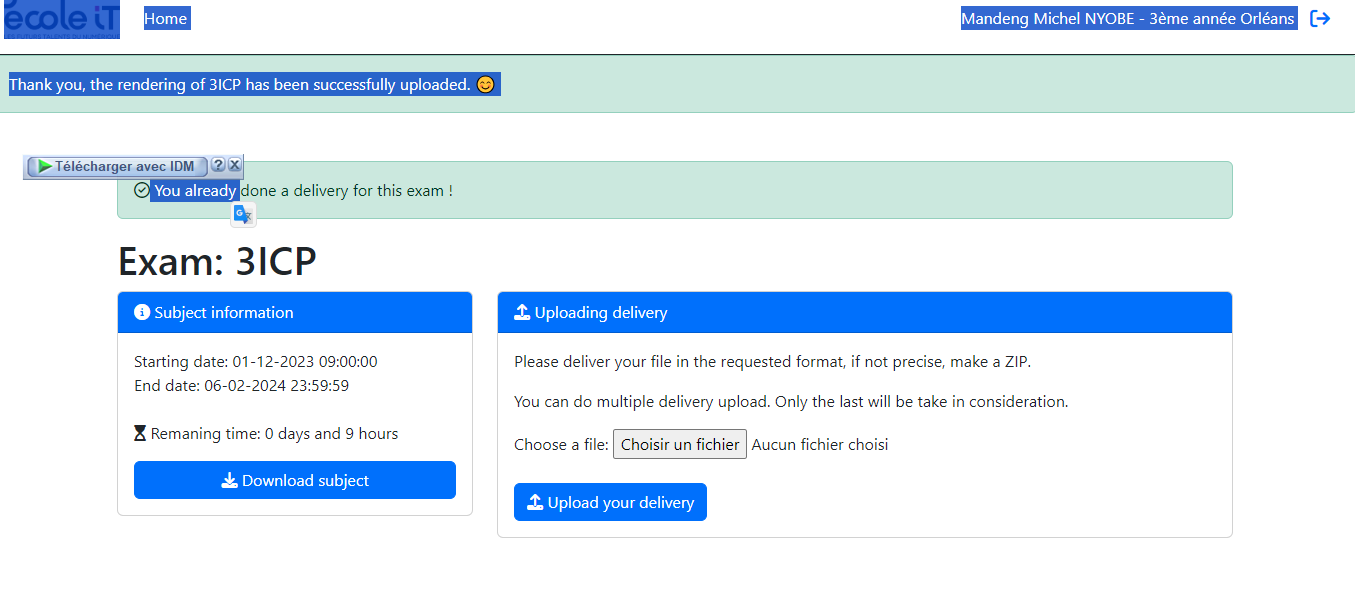 école iT
LES FUTURS TALENTS DU NUMÉRIQUE
Home
Mandeng Michel NYOBE - 3ème année Orléans
Thank you, the rendering of 3ICP has been successfully uploaded. 😊
Télécharger avec IDM ? X
You already done a delivery for this exam !
Exam: 3ICP
Subject information
Starting date: 01-12-2023 09:00:00
End date: 06-02-2024 23:59:59
Remaning time: 0 days and 9 hours
Download subject
Uploading delivery
Please deliver your file in the requested format, if not precise, make a ZIP.
You can do multiple delivery upload. Only the last will be take in consideration.
Choose a file: Choisir un fichier Aucun fichier choisi
Upload your delivery